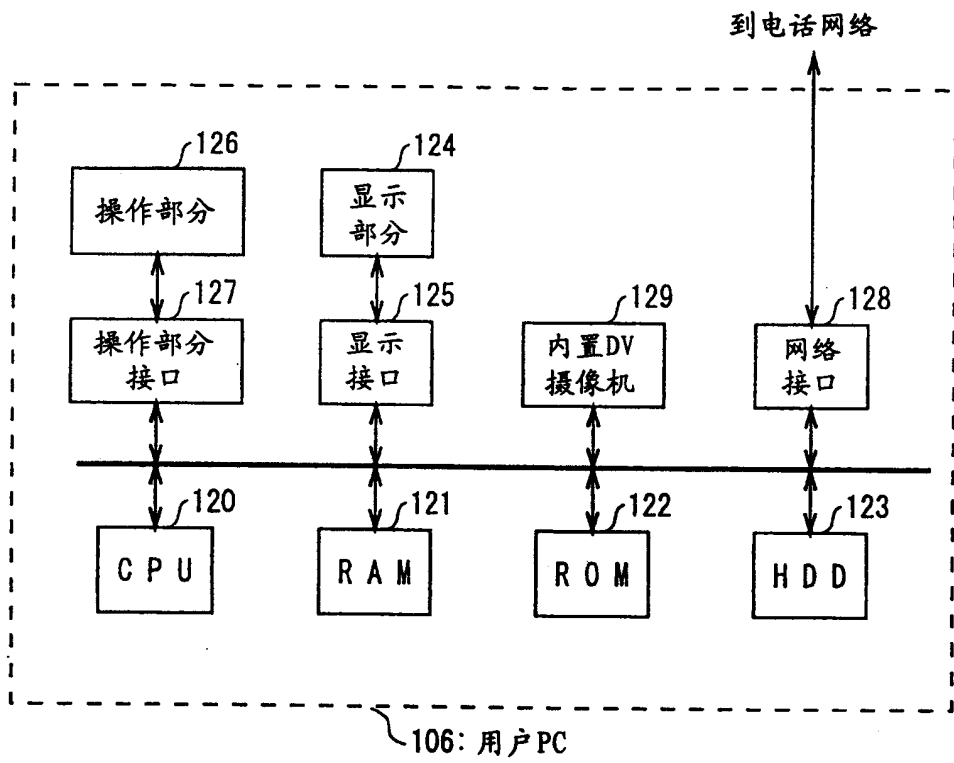 到电话网络
126
操作部分
124
显示
部分
127
操作部分
接口
125
显示
接口
129
内置DV
摄像机
128
网络
接口
120
CPU
121
RAM
122
ROM
123
HDD
106: 用户PC